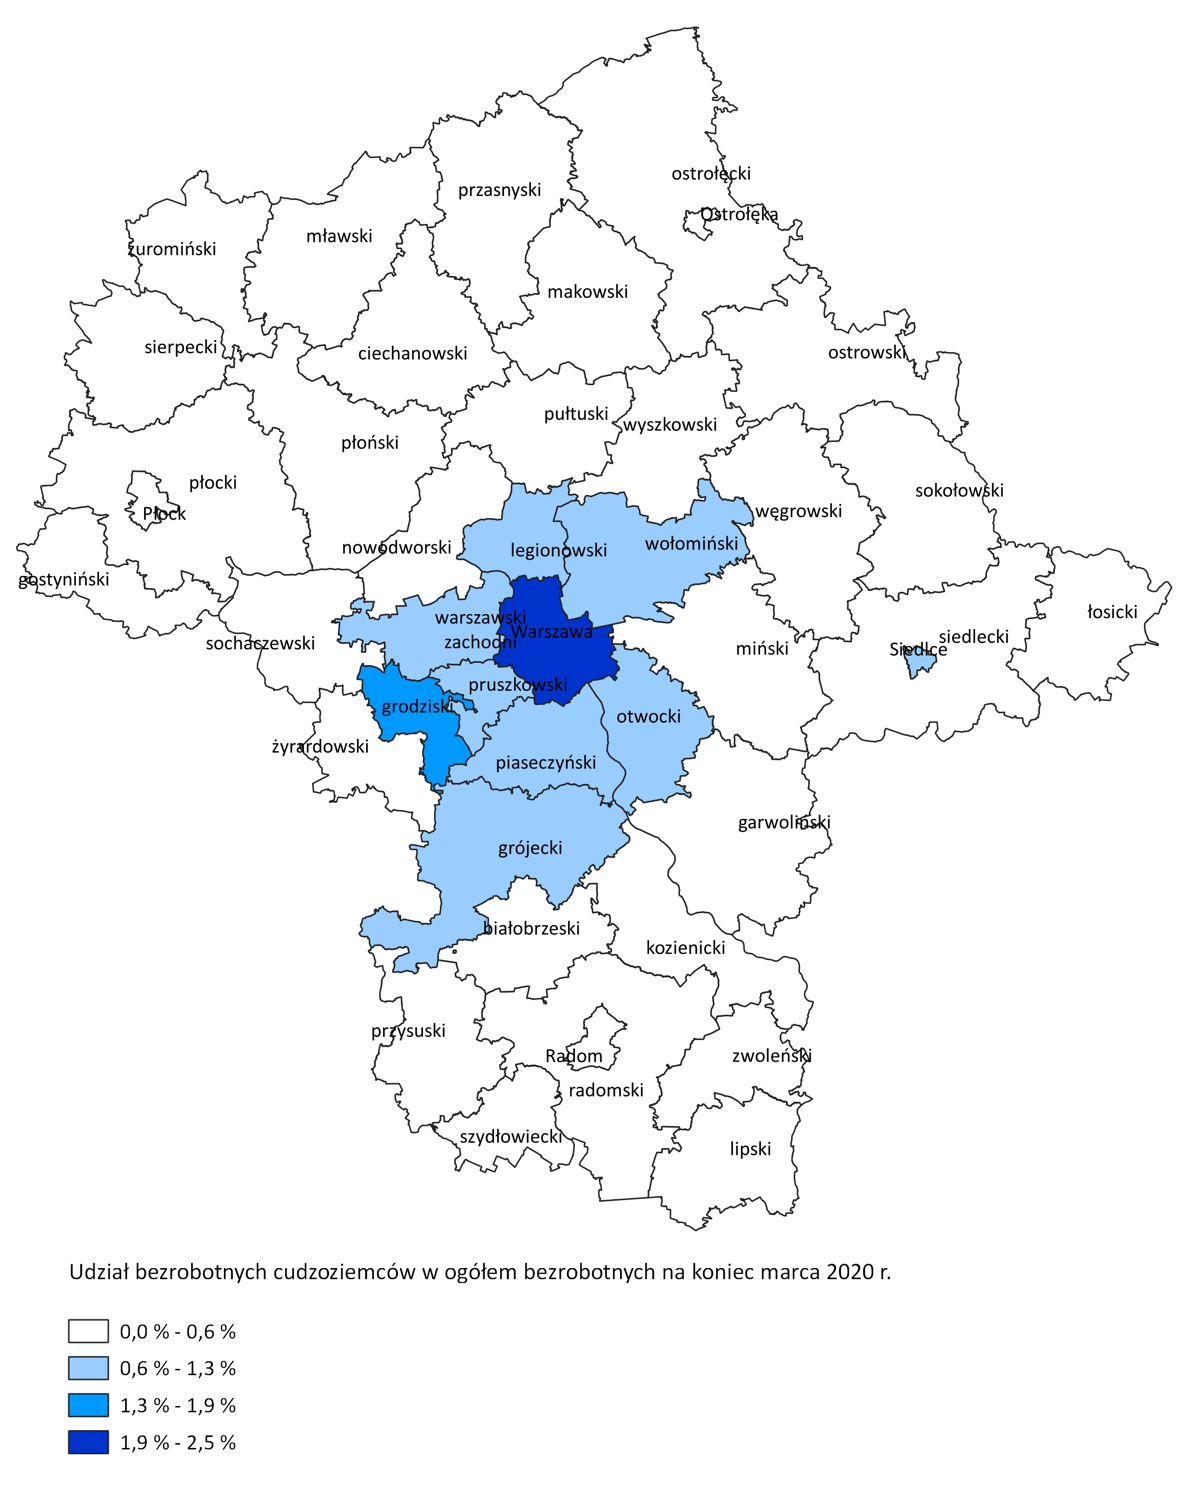 ostrołęcki
przasnyski
Ostrołęka
mławski
żuromiński
makowski
sierpecki
ciechanowski
ostrowski
pułtuski
wyszkowski
płoński
płocki
sokołowski
Płock
węgrowski
nowodworski
legionowski
wołomiński
gostyniński
łosicki
warszawski
zachodni
Warszawa
sochaczewski
siedlecki
Siedlce
miński
pruszkowski
grodziski
otwocki
żyrardowski
piaseczyński
garwoliński
grójecki
białobrzeski
kozienicki
przysuski
Radom
zwoleński
radomski
szydłowiecki
lipski
Udział bezrobotnych cudzoziemców w ogółem bezrobotnych na koniec marca 2020 r.
0,0 % - 0,6 %
0,6 % - 1,3 %
1,3 % - 1,9 %
1,9 % - 2,5 %